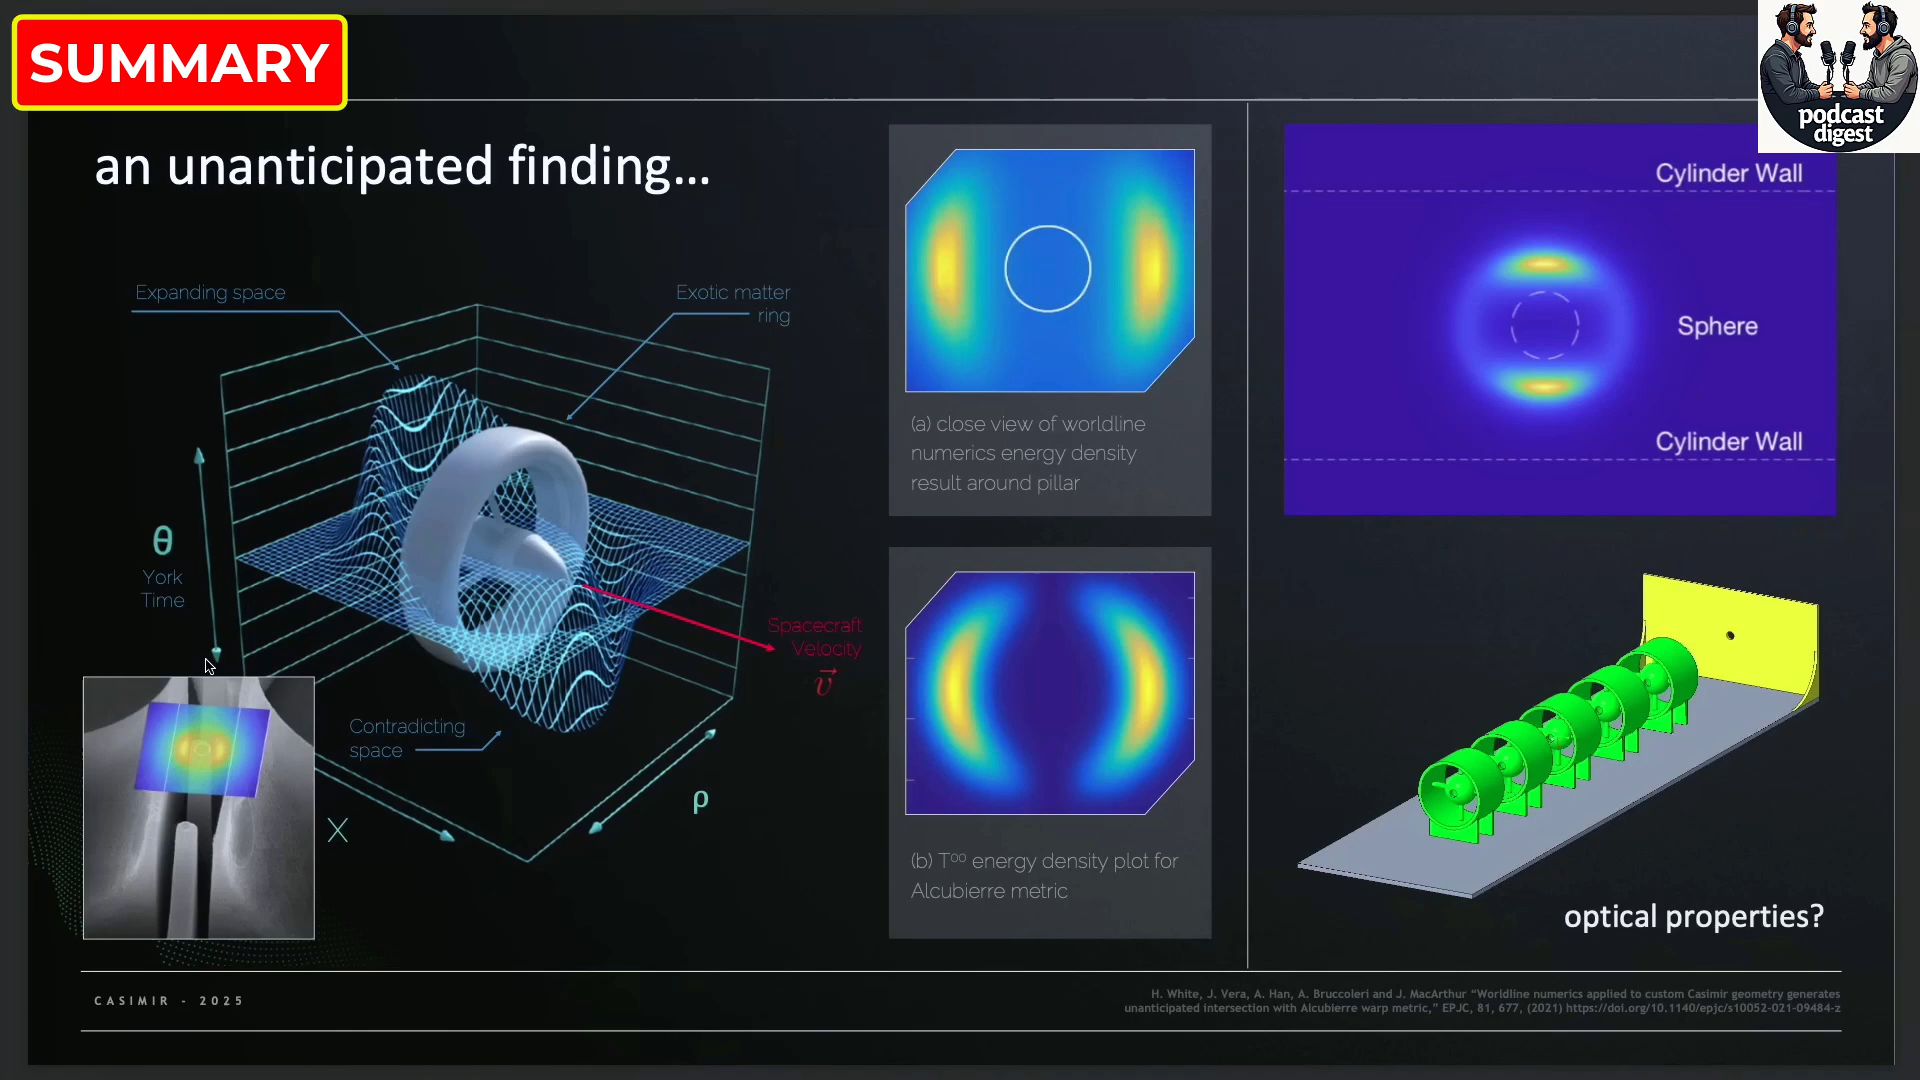 SUMMARY
podcast
digest
an unanticipated finding...
Expanding space
Exotic matter
ring
θ
York
Time
Spacecraft
Velocity
v⃗
Contradicting
space
X
ρ
(a) close view of worldline
numerics energy density
result around pillar
(b) T⁰⁰ energy density plot for
Alcubierre metric
Cylinder Wall
Sphere
Cylinder Wall
optical properties?
CASIMIR - 2025
H. White, J. Vera, A. Han, A. Bruccoleri and J. MacArthur “Worldline numerics applied to custom Casimir geometry generates
unanticipated intersection with Alcubierre warp metric,” EPJC, 81, 677, (2021) https://doi.org/10.1140/epjc/s10052-021-09484-z